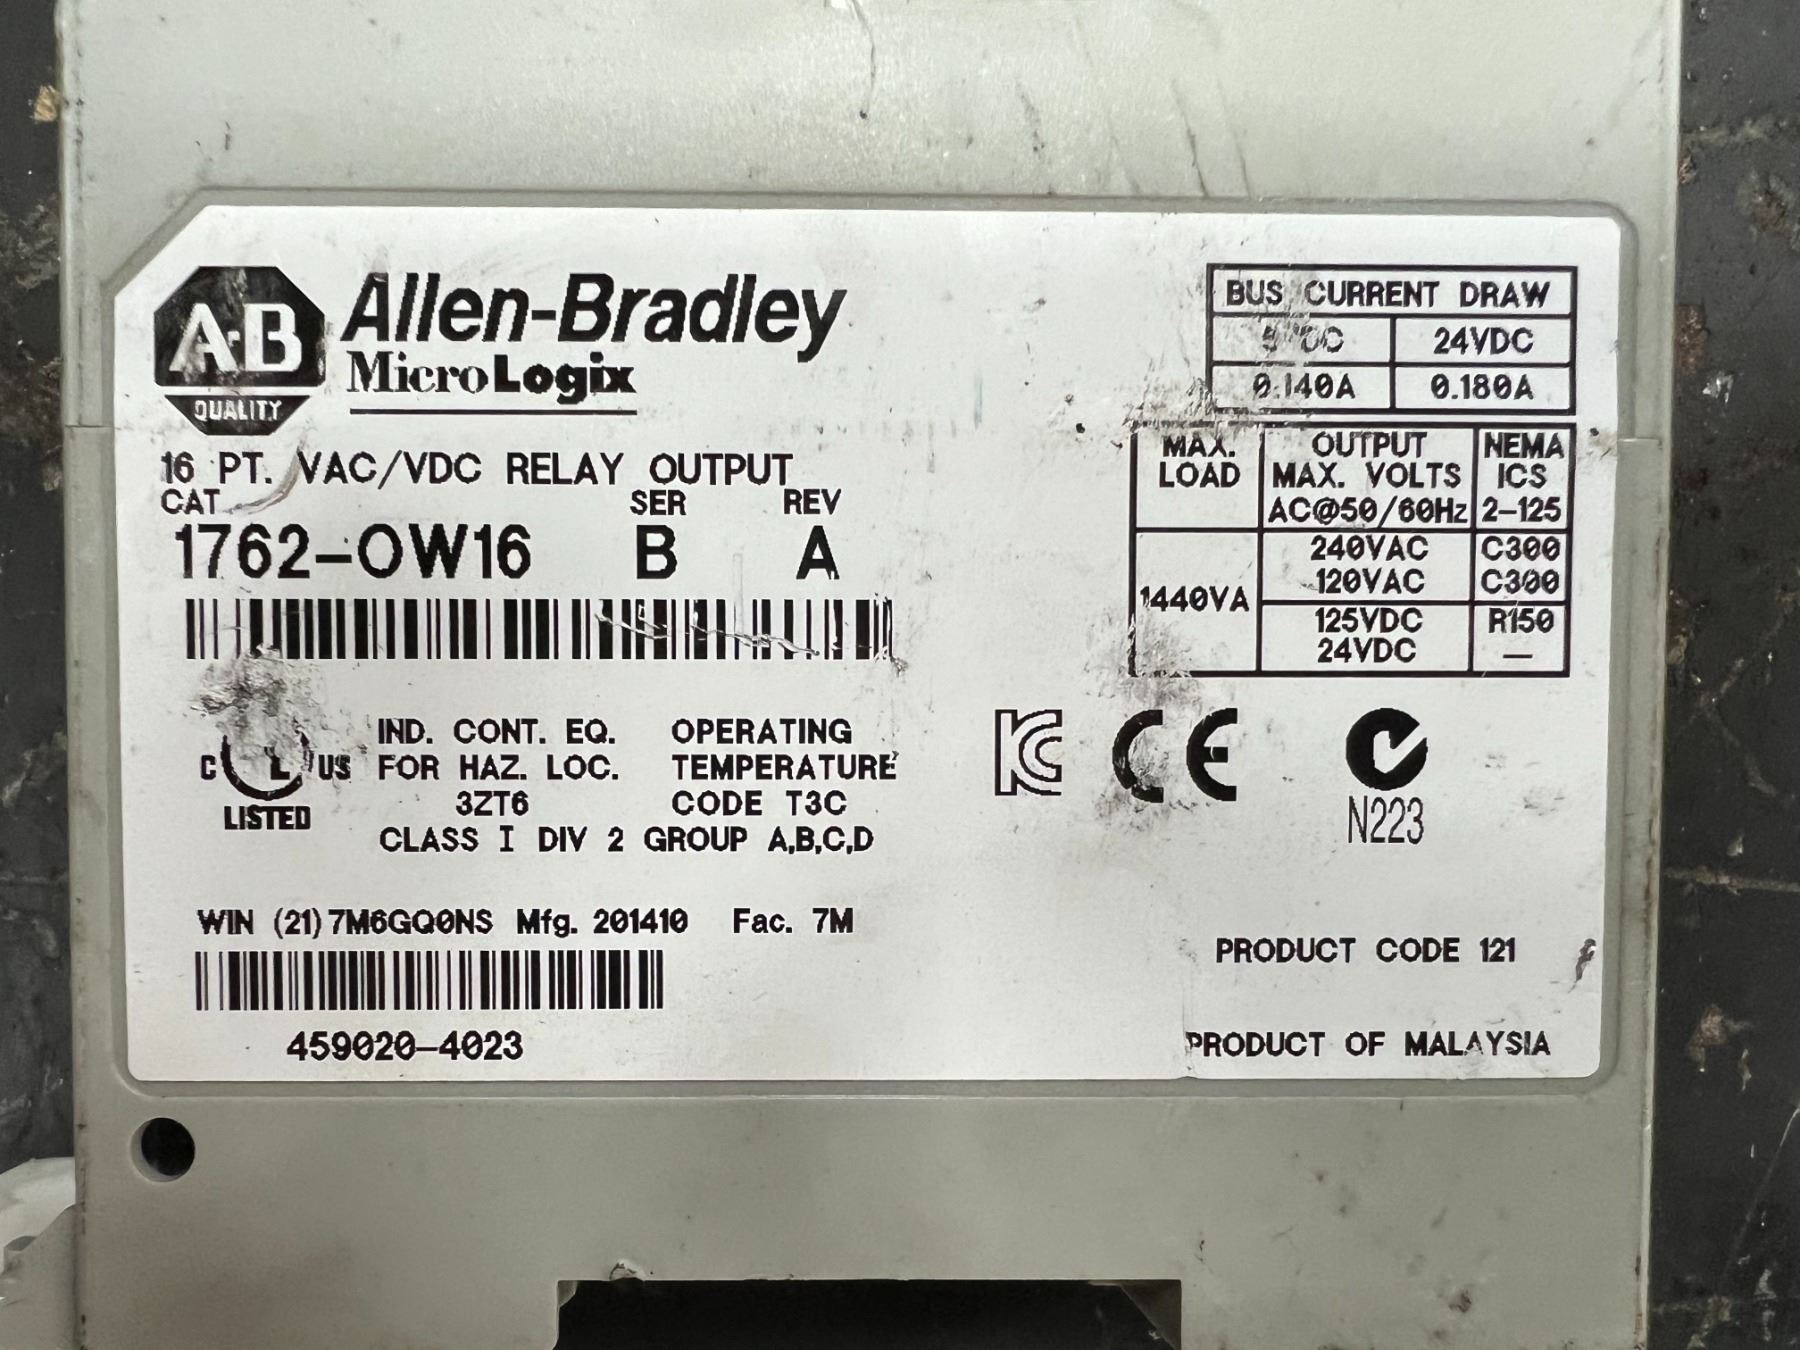 A-B
QUALITY
Allen-Bradley
MicroLogix
16 PT. VAC/VDC RELAY OUTPUT
CAT SER REV
1762-OW16 B A
C UL US
LISTED
IND. CONT. EQ.
FOR HAZ. LOC.
3ZT6
OPERATING
TEMPERATURE
CODE T3C
CLASS I DIV 2 GROUP A,B,C,D
WIN (21)7M6GQ0NS Mfg. 201410 Fac. 7M
459020-4023
BUS CURRENT DRAW
5VDC 24VDC
0.140A 0.180A
MAX. LOAD
OUTPUT MAX. VOLTS AC@50/60Hz
NEMA ICS 2-125
1440VA
240VAC C300
120VAC C300
125VDC R150
24VDC —
KC CE
N223
PRODUCT CODE 121
PRODUCT OF MALAYSIA